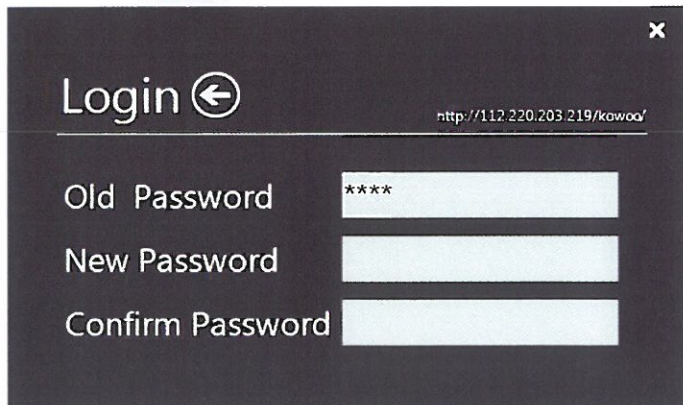 Login
http://112.220.203.219/kowoo/
Old Password ****
New Password
Confirm Password